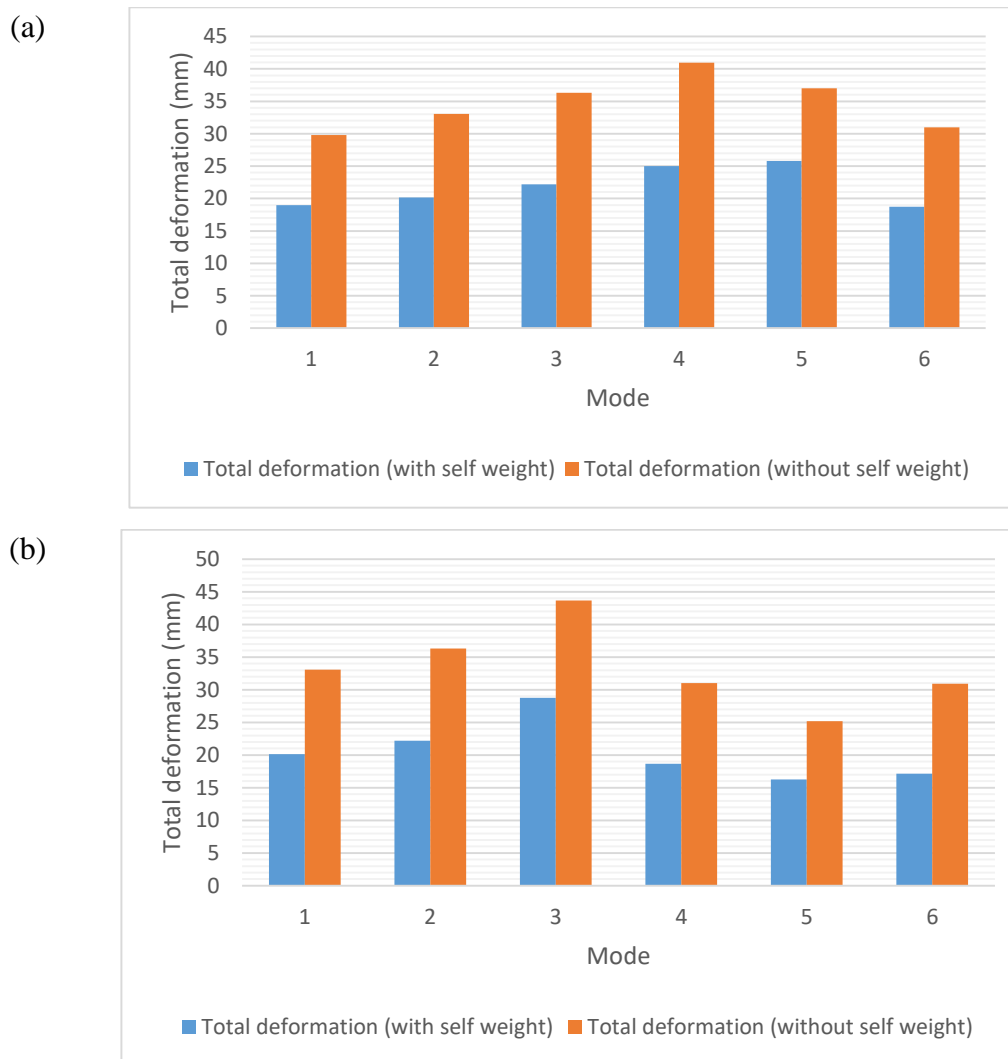 (a)
Total deformation (mm)
45
40
35
30
25
20
15
10
5
0
1 2 3 4 5 6
Mode
Total deformation (with self weight) Total deformation (without self weight)
(b)
Total deformation (mm)
50
45
40
35
30
25
20
15
10
5
0
1 2 3 4 5 6
Mode
Total deformation (with self weight) Total deformation (without self weight)